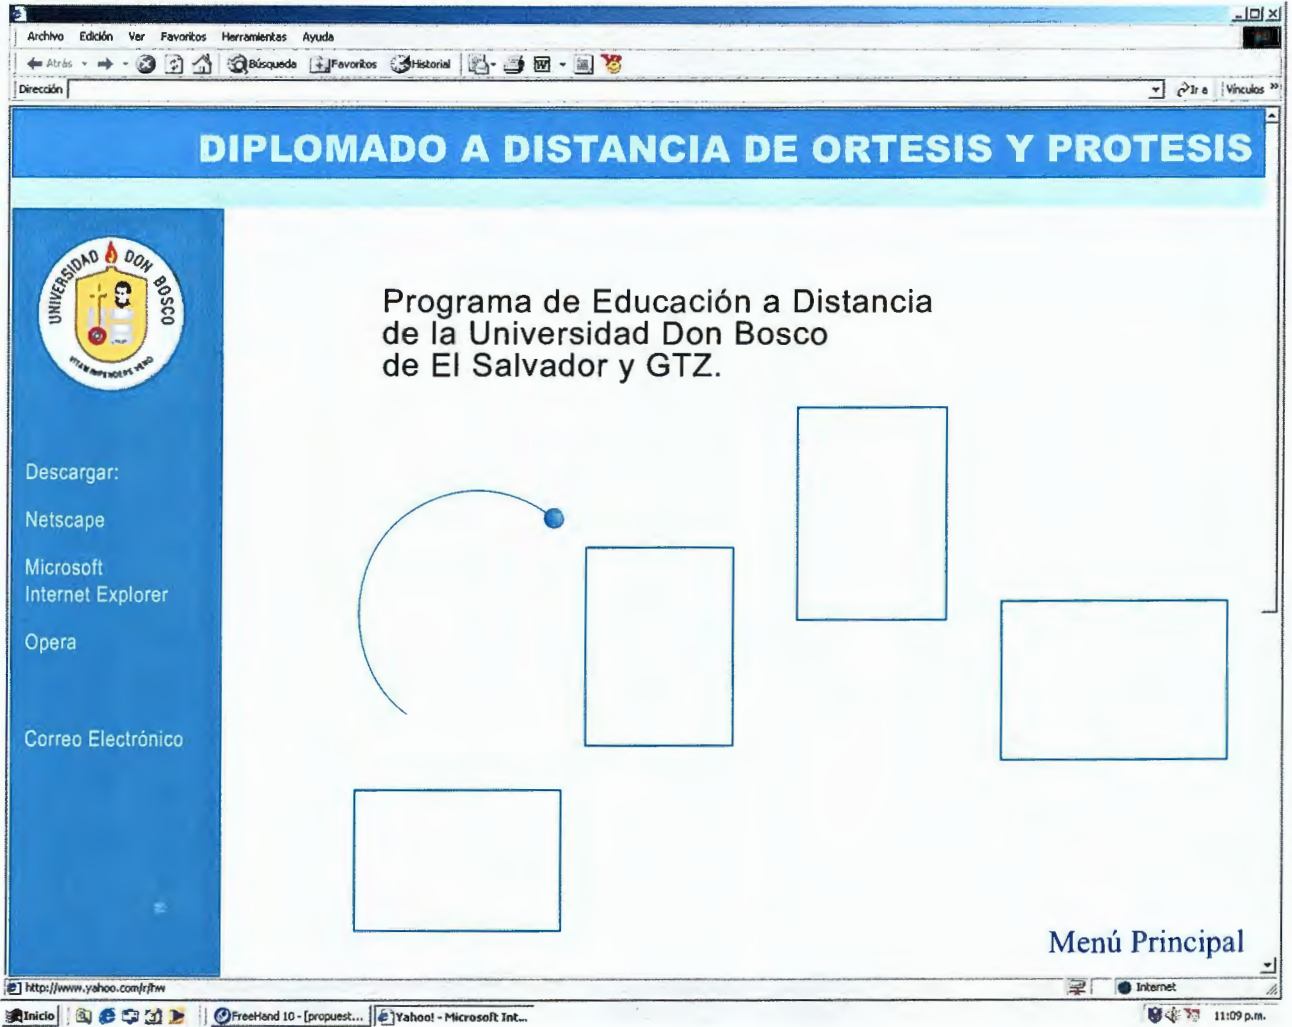 Archivo Edición Ver Favoritos Herramientas Ayuda
Atrás Búsqueda Favoritos Historial
Dirección Ir a Vínculos »
DIPLOMADO A DISTANCIA DE ORTESIS Y PROTESIS
UNIVERSIDAD DON BOSCO
Programa de Educación a Distancia
de la Universidad Don Bosco
de El Salvador y GTZ.
Descargar:
Netscape
Microsoft
Internet Explorer
Opera
Correo Electrónico
Menú Principal
http://www.yahoo.com/r/hw Internet
Inicio FreeHand 10 - [propuest... Yahoo! - Microsoft Int... 11:09 p.m.